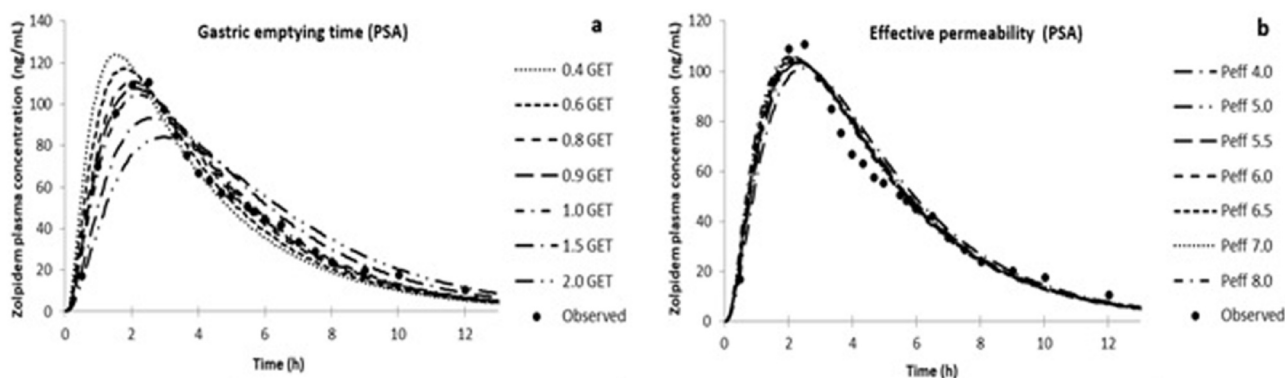 Gastric emptying time (PSA)
a
Zolpidem plasma concentration (ng/mL)
140
120
100
80
60
40
20
0
0 2 4 6 8 10 12
Time (h)
0.4 GET
0.6 GET
0.8 GET
0.9 GET
1.0 GET
1.5 GET
2.0 GET
Observed
Effective permeability (PSA)
b
Zolpidem plasma concentration (ng/mL)
120
100
80
60
40
20
0
0 2 4 6 8 10 12
Time (h)
Peff 4.0
Peff 5.0
Peff 5.5
Peff 6.0
Peff 6.5
Peff 7.0
Peff 8.0
Observed